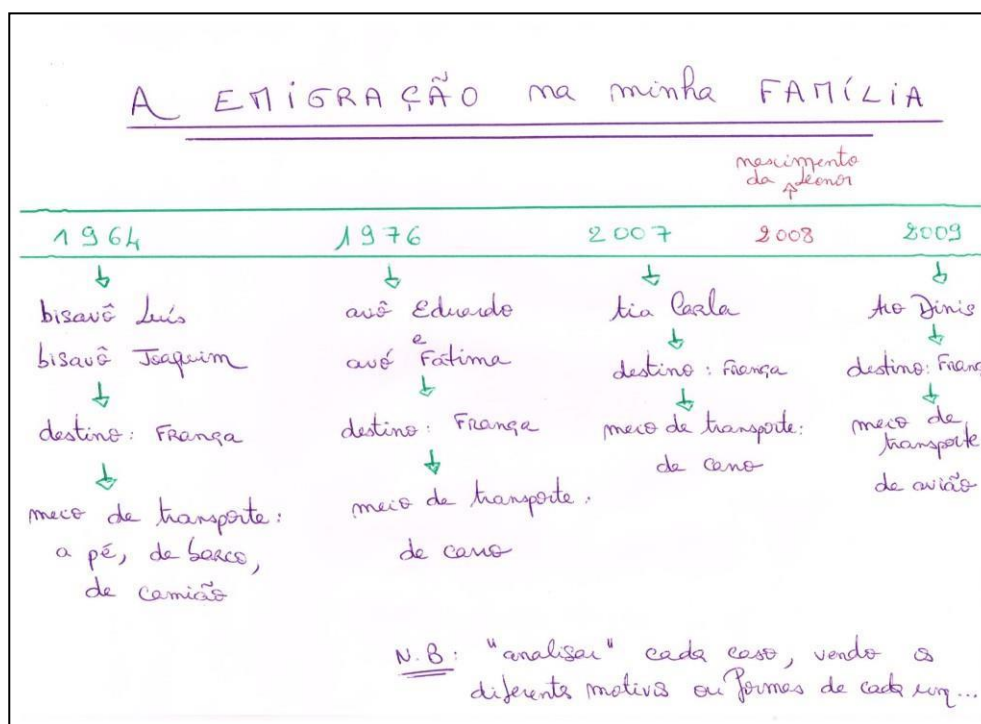 A EMIGRAÇÃO na minha FAMÍLIA
nascimento
da Leonor
1964 1976 2007 2008 2009
bisavô Luís
bisavô Joaquim
destino: França
meio de transporte:
a pé, de barco,
de camião
avô Eduardo
e
avó Fátima
destino: França
meio de transporte:
de carro
tia Carla
destino: França
meio de transporte:
de carro
tio Dinis
destino: Franç
meio de
transporte
de avião
N.B: "analisar" cada caso, vendo os
diferentes motivos ou formas de cada um...